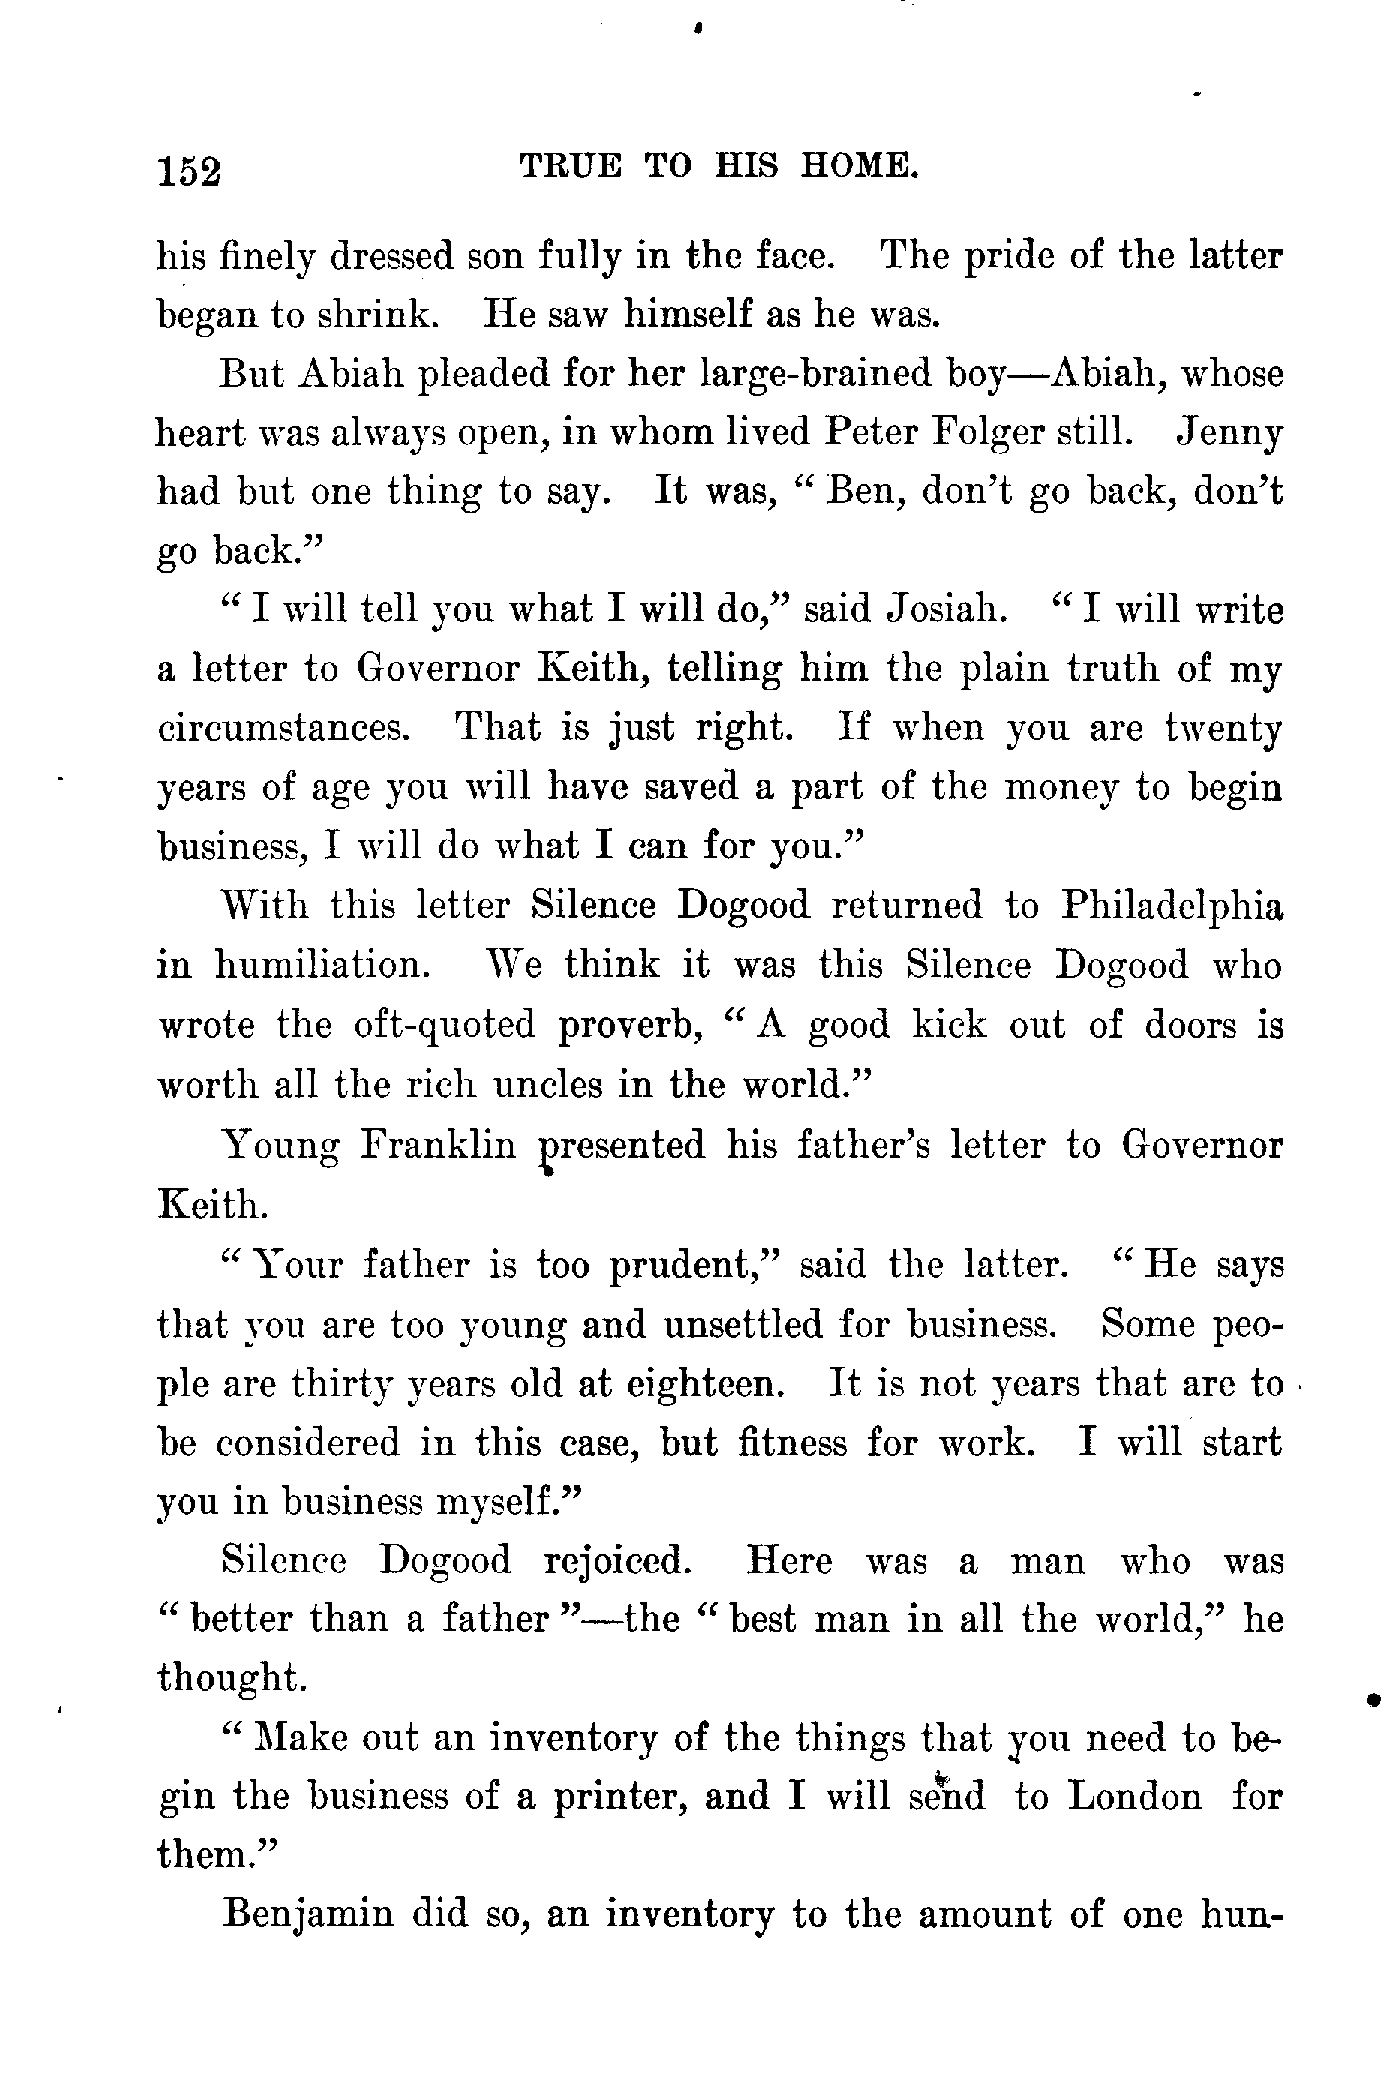 152 TRUE TO HIS HOME.
his finely dressed son fully in the face. The pride of the latter
began to shrink. He saw himself as he was.
But Abiah pleaded for her large-brained boy—Abiah, whose
heart was always open, in whom lived Peter Folger still. Jenny
had but one thing to say. It was, “ Ben, don’t go back, don’t
go back.”
“ I will tell you what I will do,” said Josiah. “ I will write
a letter to Governor Keith, telling him the plain truth of my
circumstances. That is just right. If when you are twenty
years of age you will have saved a part of the money to begin
business, I will do what I can for you.”
With this letter Silence Dogood returned to Philadelphia
in humiliation. We think it was this Silence Dogood who
wrote the oft-quoted proverb, “ A good kick out of doors is
worth all the rich uncles in the world.”
Young Franklin presented his father’s letter to Governor
Keith.
“ Your father is too prudent,” said the latter. “ He says
that you are too young and unsettled for business. Some peo-
ple are thirty years old at eighteen. It is not years that are to
be considered in this case, but fitness for work. I will start
you in business myself.”
Silence Dogood rejoiced. Here was a man who was
“ better than a father ”—the “ best man in all the world,” he
thought.
“ Make out an inventory of the things that you need to be-
gin the business of a printer, and I will send to London for
them.”
Benjamin did so, an inventory to the amount of one hun-